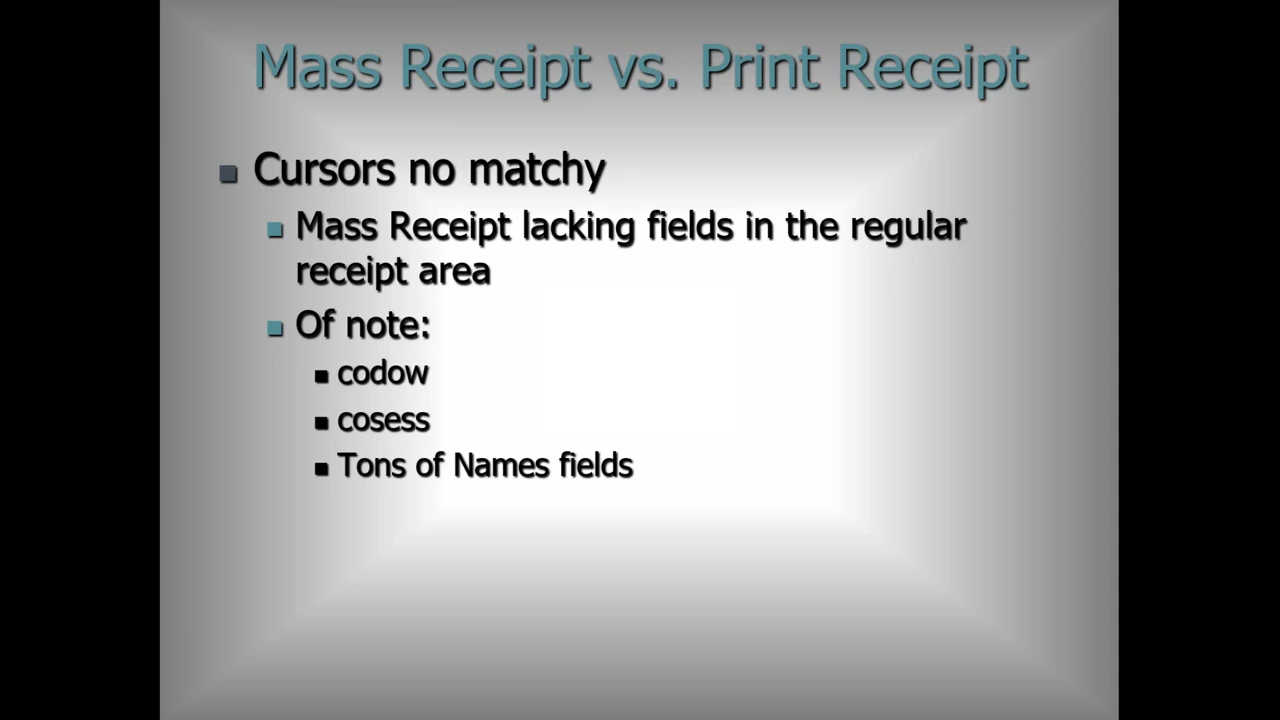 Mass Receipt vs. Print Receipt
Cursors no matchy
Mass Receipt lacking fields in the regular
receipt area
Of note:
codow
cosess
Tons of Names fields